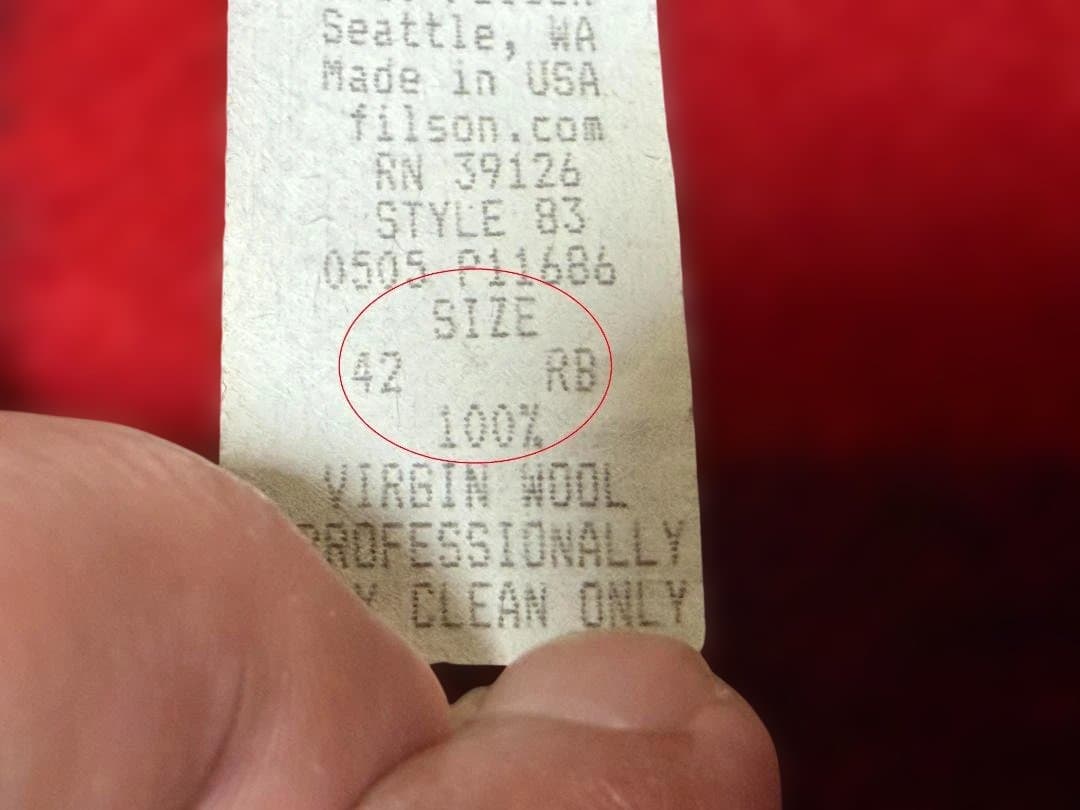 Seattle, WA
Made in USA
filson.com
RN 39126
STYLE 83
0505 P11686
SIZE
42 RB
100%
VIRGIN WOOL
PROFESSIONALLY
CLEAN ONLY